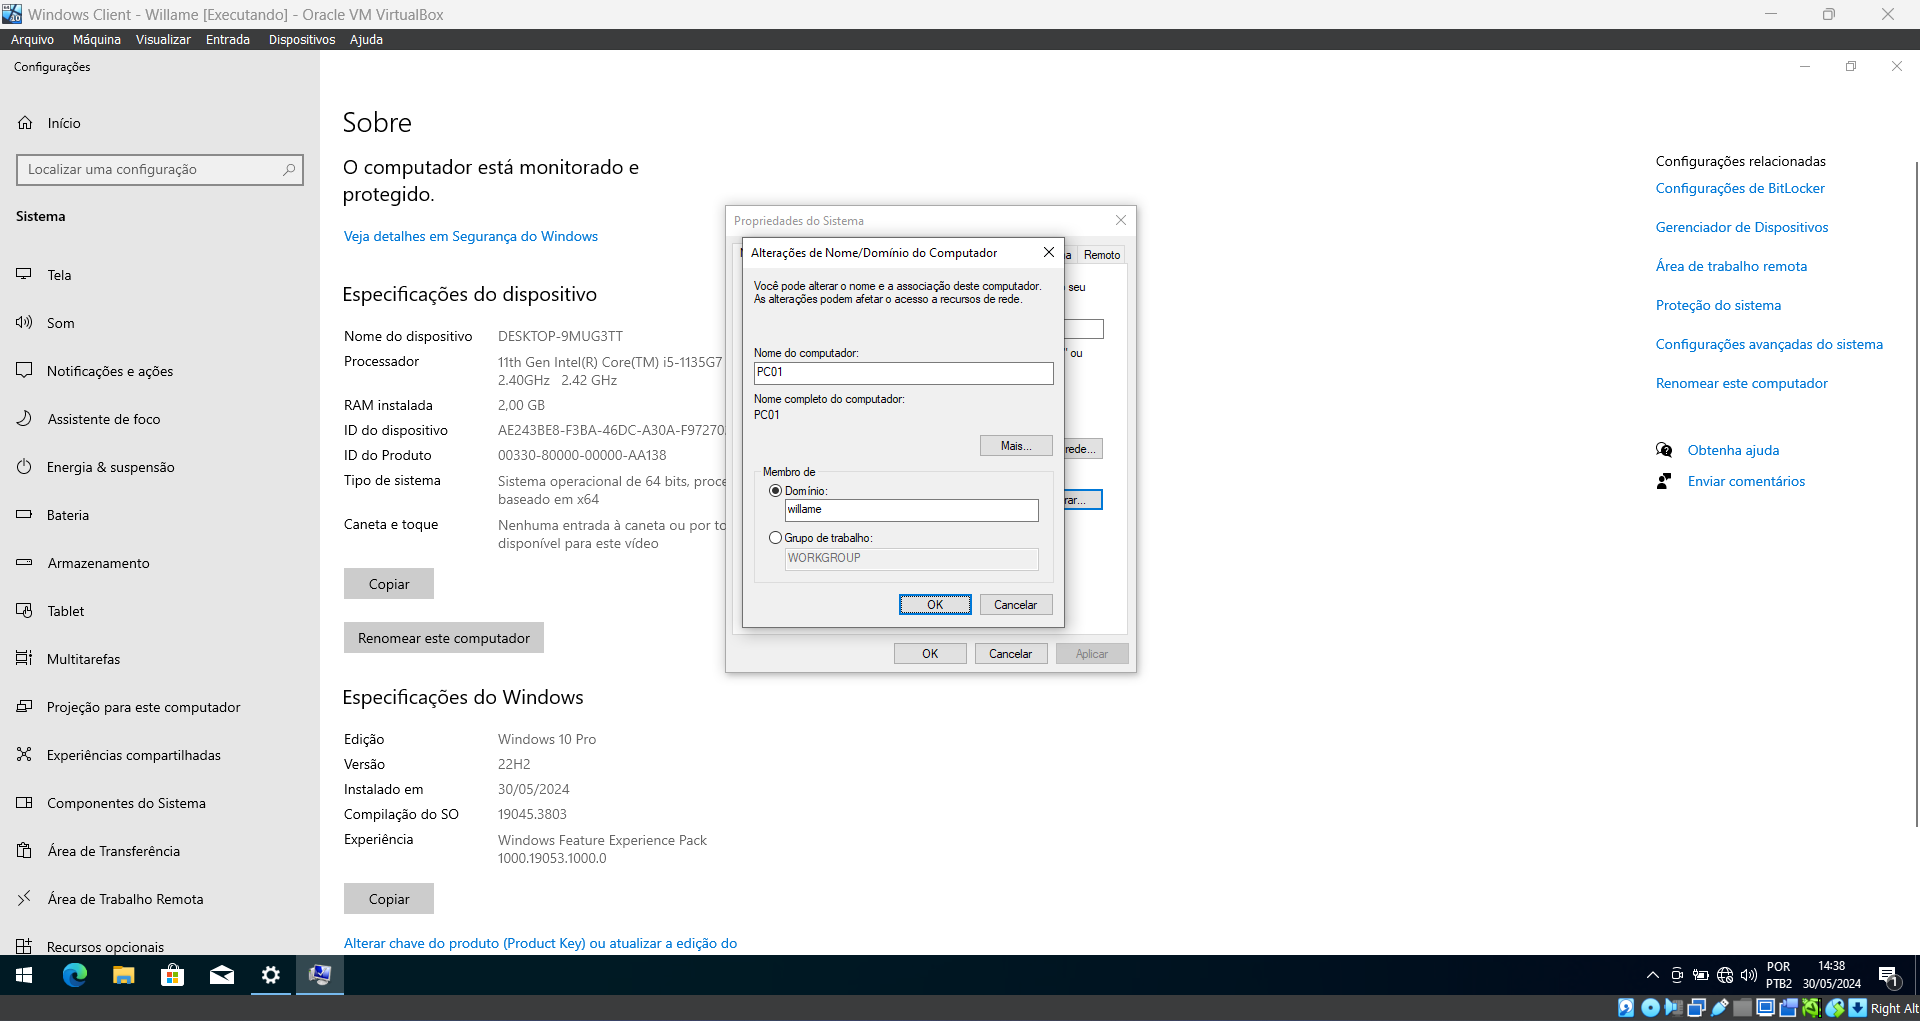 Windows Client - Willame [Executando] - Oracle VM VirtualBox
Arquivo Máquina Visualizar Entrada Dispositivos Ajuda
Configurações
Início
Localizar uma configuração
Sistema
Tela
Som
Notificações e ações
Assistente de foco
Energia & suspensão
Bateria
Armazenamento
Tablet
Multitarefas
Projeção para este computador
Experiências compartilhadas
Componentes do Sistema
Área de Transferência
Área de Trabalho Remota
Recursos opcionais
Sobre
O computador está monitorado e
protegido.
Veja detalhes em Segurança do Windows
Especificações do dispositivo
Nome do dispositivo DESKTOP-9MUG3TT
Processador 11th Gen Intel(R) Core(TM) i5-1135G7
2.40GHz 2.42 GHz
RAM instalada 2,00 GB
ID do dispositivo AE243BE8-F3BA-46DC-A30A-F97270
ID do Produto 00330-80000-00000-AA138
Tipo de sistema Sistema operacional de 64 bits, proce
baseado em x64
Caneta e toque Nenhuma entrada à caneta ou por to
disponível para este vídeo
Copiar
Renomear este computador
Especificações do Windows
Edição Windows 10 Pro
Versão 22H2
Instalado em 30/05/2024
Compilação do SO 19045.3803
Experiência Windows Feature Experience Pack
1000.19053.1000.0
Copiar
Alterar chave do produto (Product Key) ou atualizar a edição do
Propriedades do Sistema
Remoto
seu
" ou
rede...
rar...
OK Cancelar Aplicar
Alterações de Nome/Domínio do Computador
Você pode alterar o nome e a associação deste computador.
As alterações podem afetar o acesso a recursos de rede.
Nome do computador:
PC01
Nome completo do computador:
PC01
Mais...
Membro de
Domínio:
willame
Grupo de trabalho:
WORKGROUP
OK Cancelar
Configurações relacionadas
Configurações de BitLocker
Gerenciador de Dispositivos
Área de trabalho remota
Proteção do sistema
Configurações avançadas do sistema
Renomear este computador
Obtenha ajuda
Enviar comentários
POR
PTB2
14:38
30/05/2024
1
Right Alt